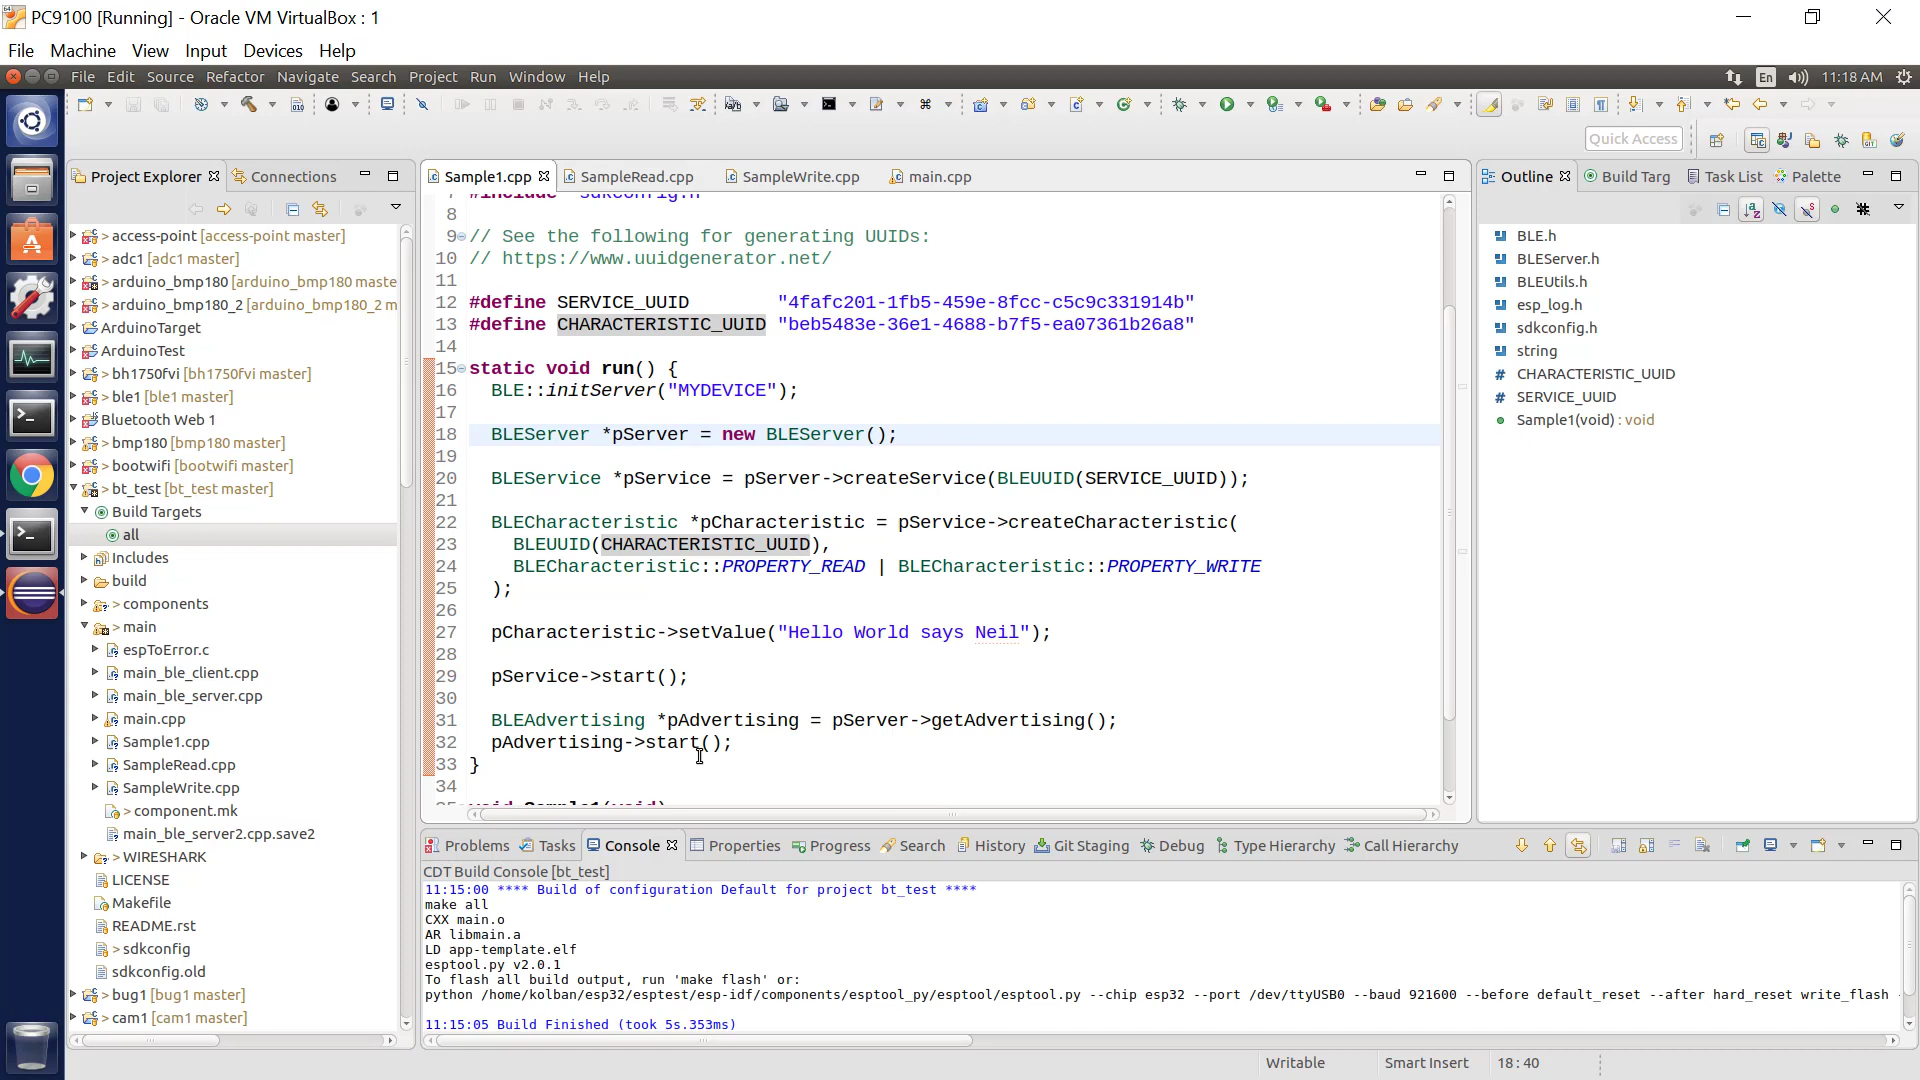 PC9100 [Running] - Oracle VM VirtualBox : 1
File Machine View Input Devices Help
File Edit Source Refactor Navigate Search Project Run Window Help
En 11:18 AM
Quick Access
Project Explorer
Connections
> access-point [access-point master]
> adc1 [adc1 master]
> arduino_bmp180 [arduino_bmp180 maste
> arduino_bmp180_2 [arduino_bmp180_2 m
ArduinoTarget
ArduinoTest
> bh1750fvi [bh1750fvi master]
> ble1 [ble1 master]
Bluetooth Web 1
> bmp180 [bmp180 master]
> bootwifi [bootwifi master]
> bt_test [bt_test master]
Build Targets
all
Includes
build
> components
> main
espToError.c
main_ble_client.cpp
main_ble_server.cpp
main.cpp
Sample1.cpp
SampleRead.cpp
SampleWrite.cpp
> component.mk
main_ble_server2.cpp.save2
> WIRESHARK
LICENSE
Makefile
README.rst
> sdkconfig
sdkconfig.old
> bug1 [bug1 master]
> cam1 [cam1 master]
Sample1.cpp
SampleRead.cpp
SampleWrite.cpp
main.cpp
7 #include "sdkconfig.h"
8
9 // See the following for generating UUIDs:
10 // https://www.uuidgenerator.net/
11
12 #define SERVICE_UUID        "4fafc201-1fb5-459e-8fcc-c5c9c331914b"
13 #define CHARACTERISTIC_UUID "beb5483e-36e1-4688-b7f5-ea07361b26a8"
14
15 static void run() {
16   BLE::initServer("MYDEVICE");
17
18   BLEServer *pServer = new BLEServer();
19
20   BLEService *pService = pServer->createService(BLEUUID(SERVICE_UUID));
21
22   BLECharacteristic *pCharacteristic = pService->createCharacteristic(
23     BLEUUID(CHARACTERISTIC_UUID),
24     BLECharacteristic::PROPERTY_READ | BLECharacteristic::PROPERTY_WRITE
25   );
26
27   pCharacteristic->setValue("Hello World says Neil");
28
29   pService->start();
30
31   BLEAdvertising *pAdvertising = pServer->getAdvertising();
32   pAdvertising->start();
33 }
34
35 void Sample1(void)
Outline
Build Targ
Task List
Palette
BLE.h
BLEServer.h
BLEUtils.h
esp_log.h
sdkconfig.h
string
# CHARACTERISTIC_UUID
# SERVICE_UUID
Sample1(void) : void
Problems Tasks Console Properties Progress Search History Git Staging Debug Type Hierarchy Call Hierarchy
CDT Build Console [bt_test]
11:15:00 **** Build of configuration Default for project bt_test ****
make all
CXX main.o
AR libmain.a
LD app-template.elf
esptool.py v2.0.1
To flash all build output, run 'make flash' or:
python /home/kolban/esp32/esptest/esp-idf/components/esptool_py/esptool/esptool.py --chip esp32 --port /dev/ttyUSB0 --baud 921600 --before default_reset --after hard_reset write_flash
11:15:05 Build Finished (took 5s.353ms)
Writable
Smart Insert
18:40